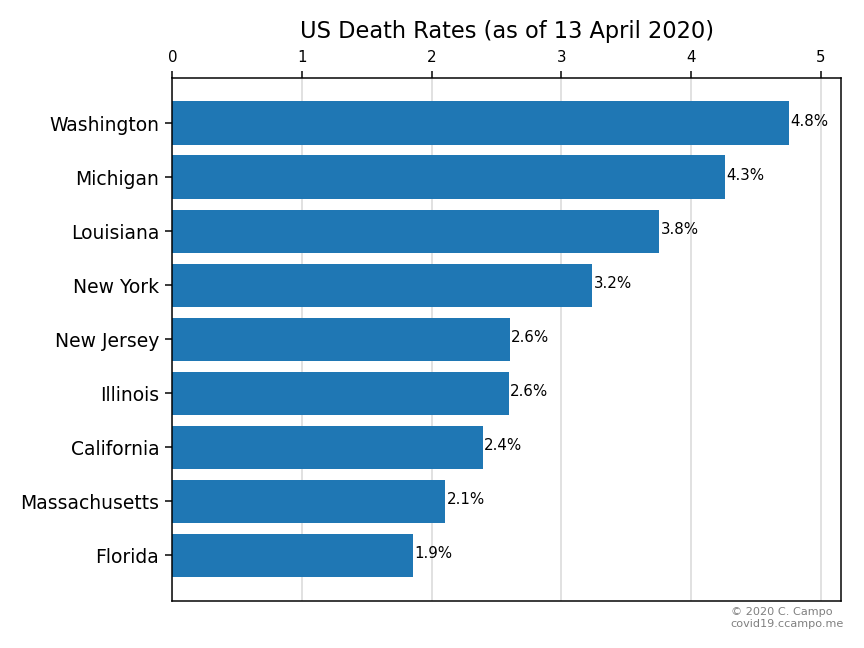 US Death Rates (as of 13 April 2020)
0 1 2 3 4 5
Washington 4.8%
Michigan 4.3%
Louisiana 3.8%
New York 3.2%
New Jersey 2.6%
Illinois 2.6%
California 2.4%
Massachusetts 2.1%
Florida 1.9%
© 2020 C. Campo
covid19.ccampo.me